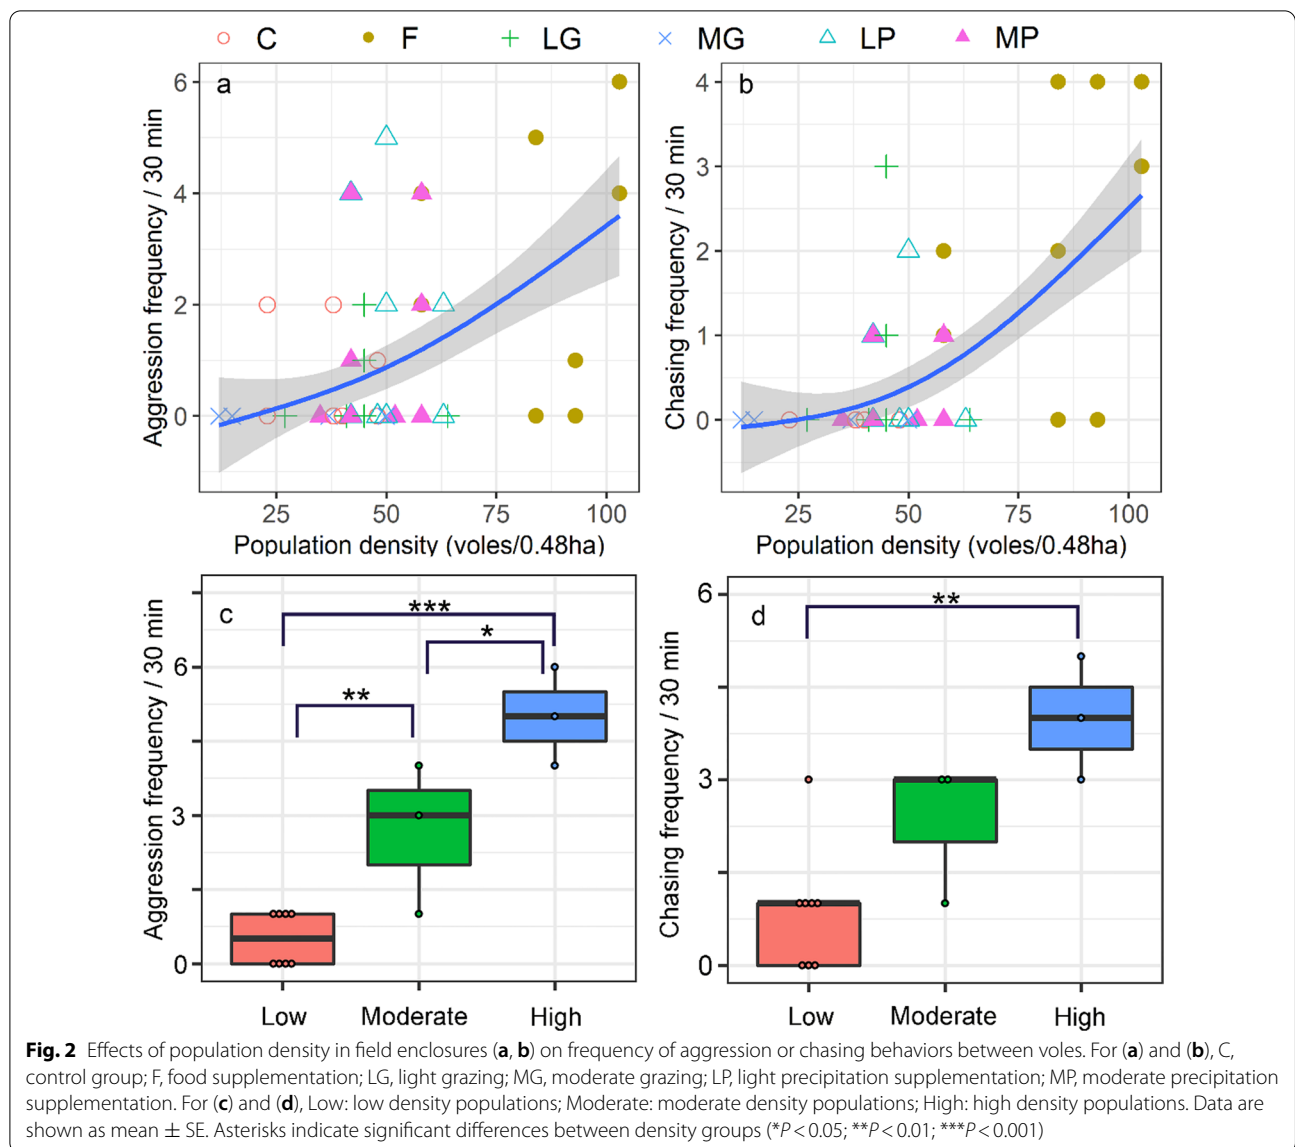 C F LG MG LP MP
a
Aggression frequency / 30 min
6
4
2
0
25 50 75 100
Population density (voles/0.48ha)
b
Chasing frequency / 30 min
4
3
2
1
0
25 50 75 100
Population density (voles/0.48ha)
c
Aggression frequency / 30 min
6
3
0
***
*
**
Low Moderate High
d
Chasing frequency / 30 min
6
3
0
**
Low Moderate High
Fig. 2 Effects of population density in field enclosures (a, b) on frequency of aggression or chasing behaviors between voles. For (a) and (b), C,
control group; F, food supplementation; LG, light grazing; MG, moderate grazing; LP, light precipitation supplementation; MP, moderate precipitation
supplementation. For (c) and (d), Low: low density populations; Moderate: moderate density populations; High: high density populations. Data are
shown as mean ± SE. Asterisks indicate significant differences between density groups (*P < 0.05; **P < 0.01; ***P < 0.001)